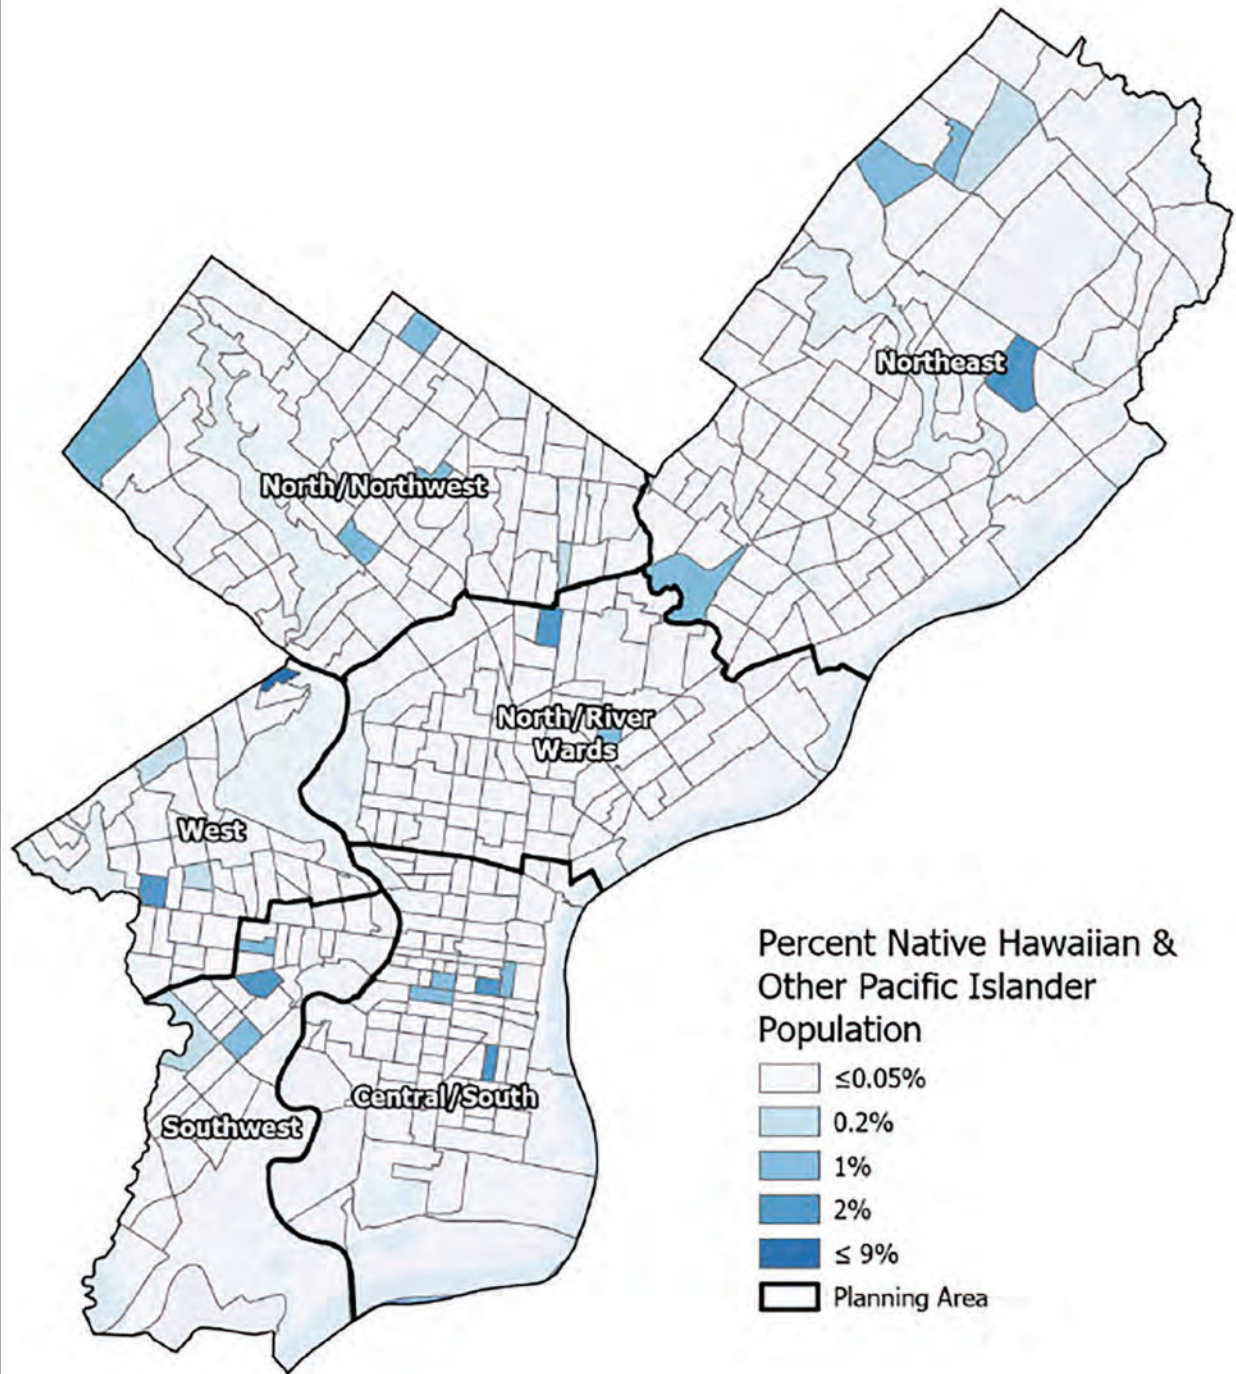 Northeast
North/Northwest
North/River
Wards
West
Central/South
Southwest
Percent Native Hawaiian &
Other Pacific Islander
Population
≤0.05%
0.2%
1%
2%
≤ 9%
Planning Area